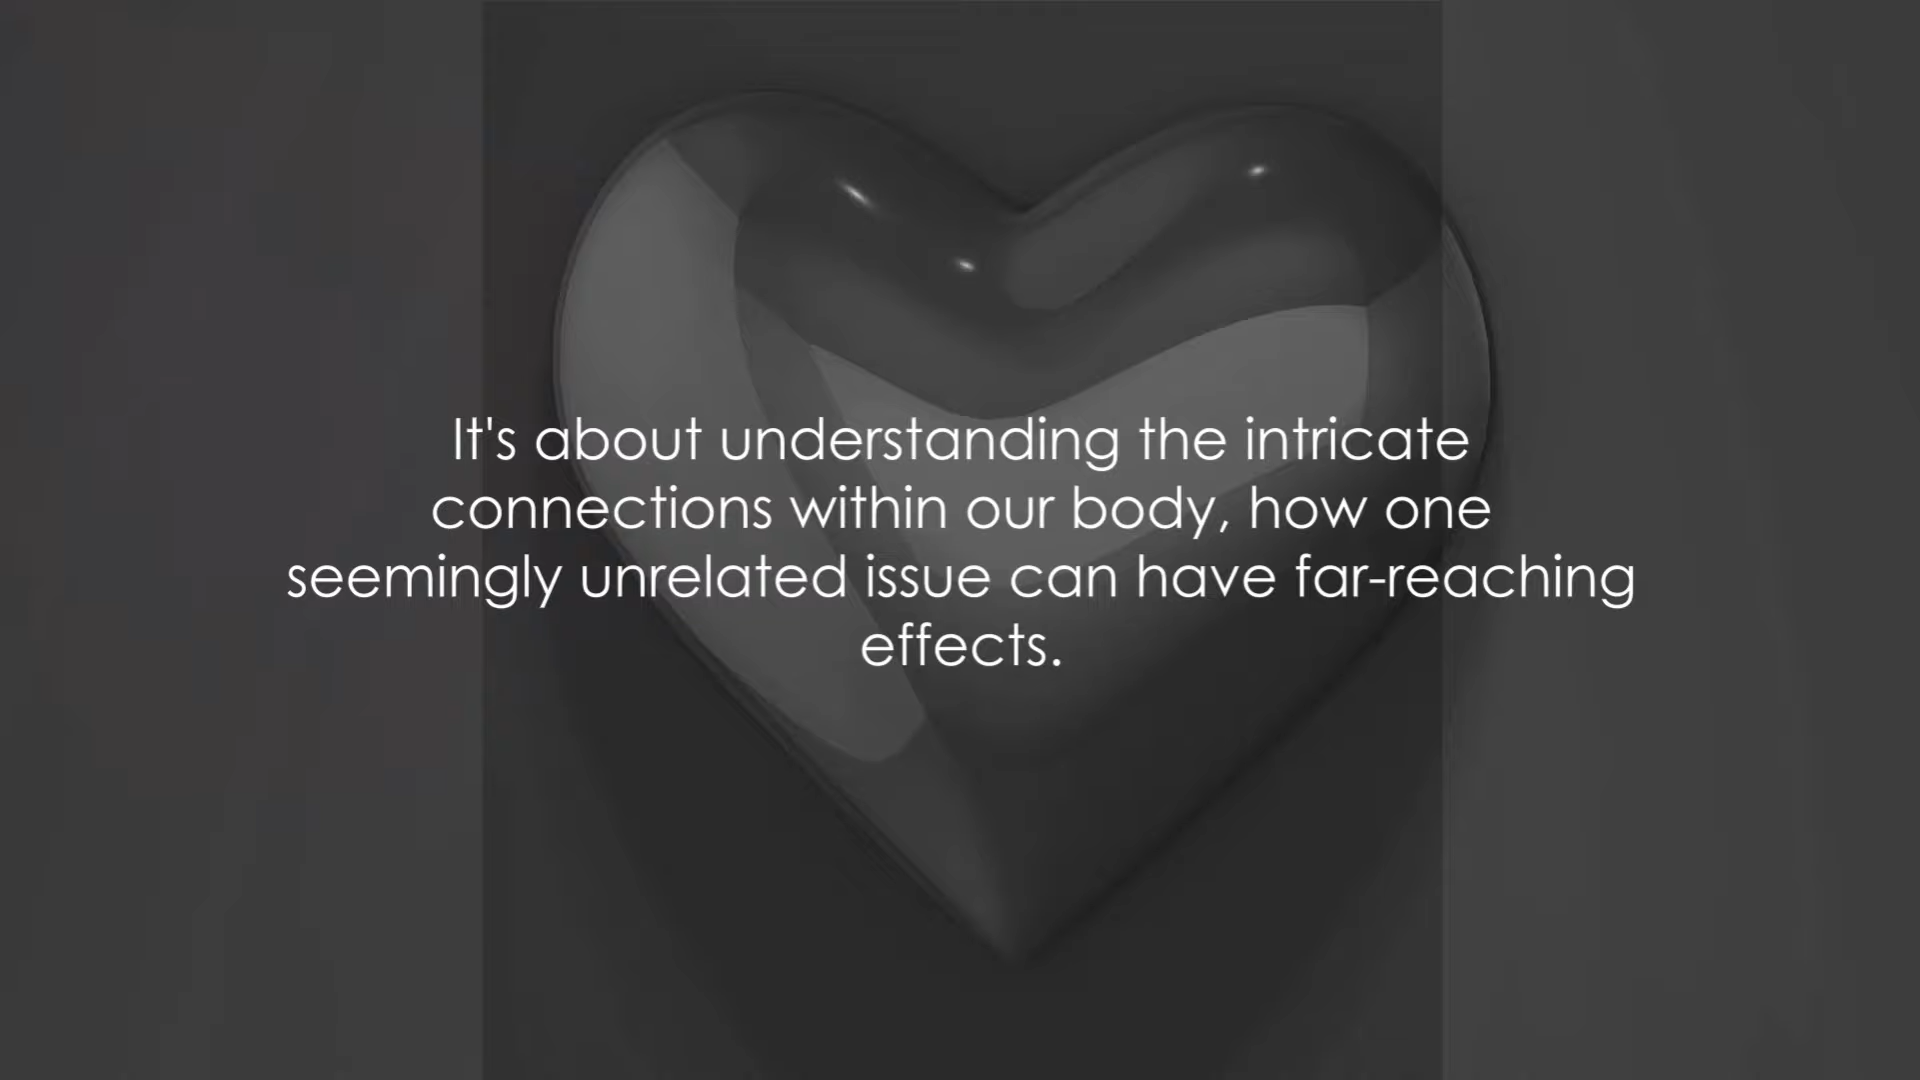 It's about understanding the intricate
connections within our body, how one
seemingly unrelated issue can have far-reaching
effects.